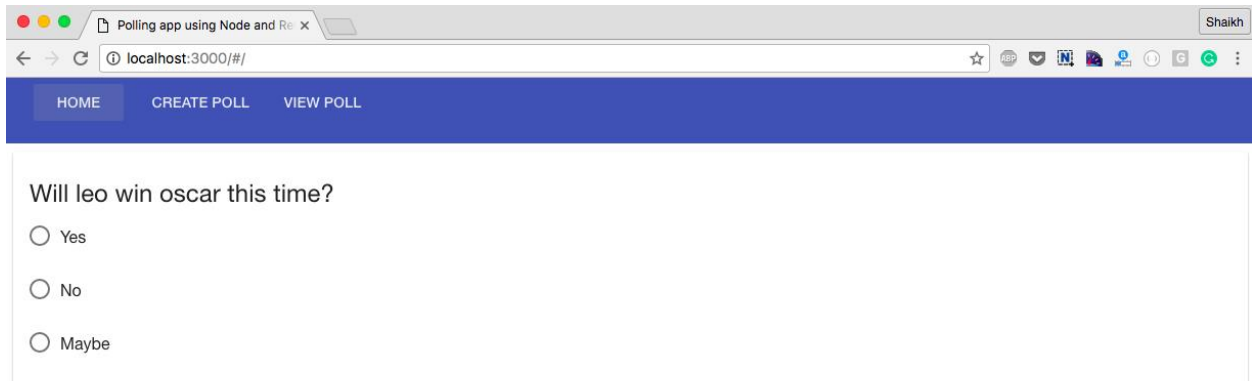 Polling app using Node and Re
Shaikh
localhost:3000/#/
ABP
HOME CREATE POLL VIEW POLL
Will leo win oscar this time?
Yes
No
Maybe